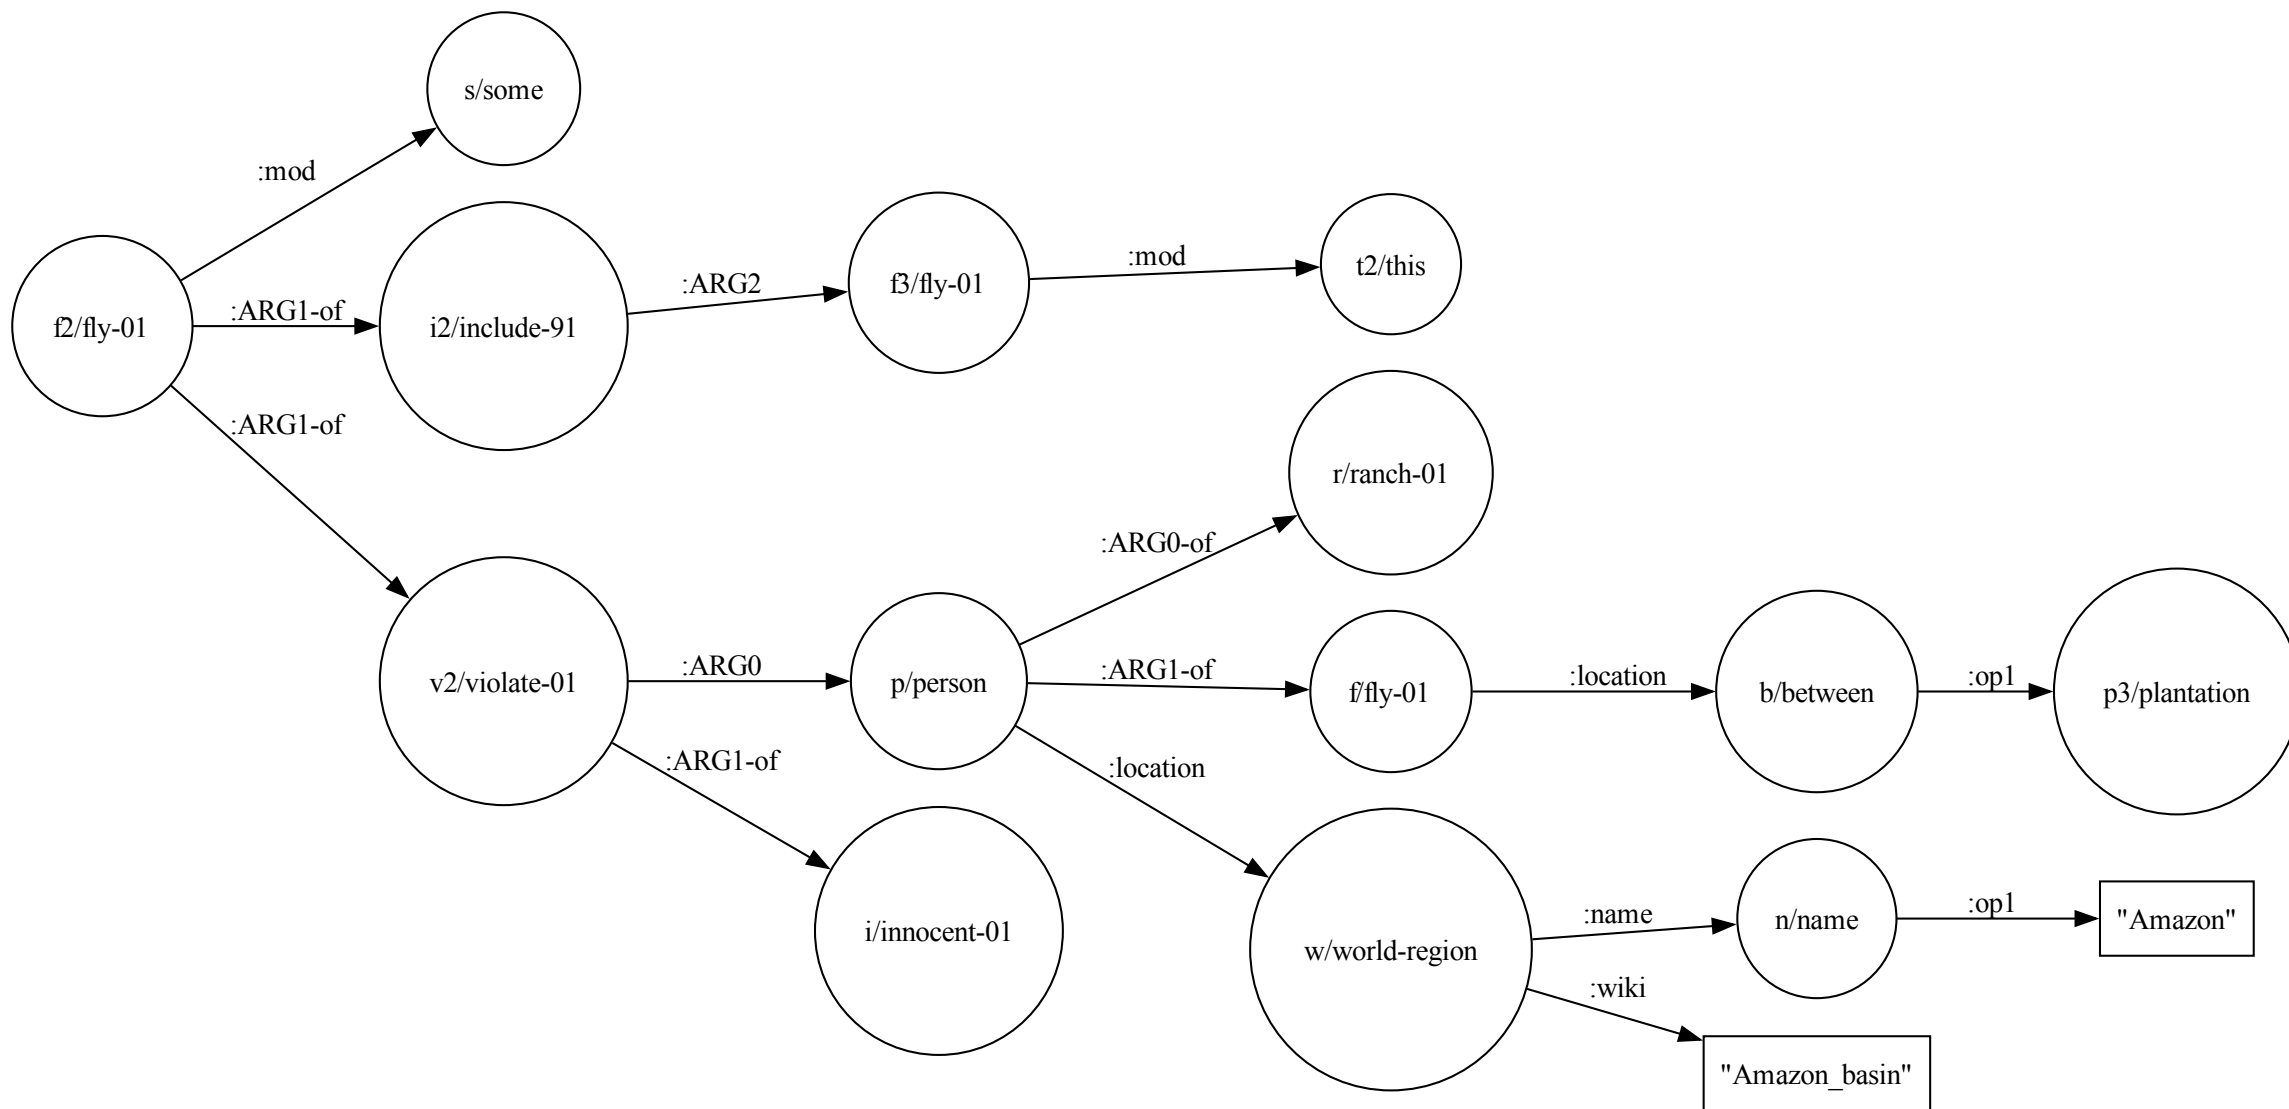 s/some
:mod
f2/fly-01
:ARG1-of
i2/include-91
:ARG2
f3/fly-01
:mod
t2/this
:ARG1-of
v2/violate-01
:ARG0
p/person
:ARG0-of
r/ranch-01
:ARG1-of
f/fly-01
:location
b/between
:op1
p3/plantation
:ARG1-of
i/innocent-01
:location
w/world-region
:name
n/name
:op1
"Amazon"
:wiki
"Amazon_basin"